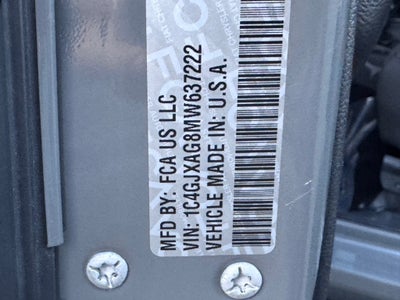 MFD BY: FCA US LLC
VIN: 1C4GJXAG8MW637222
VEHICLE MADE IN: U.S.A.